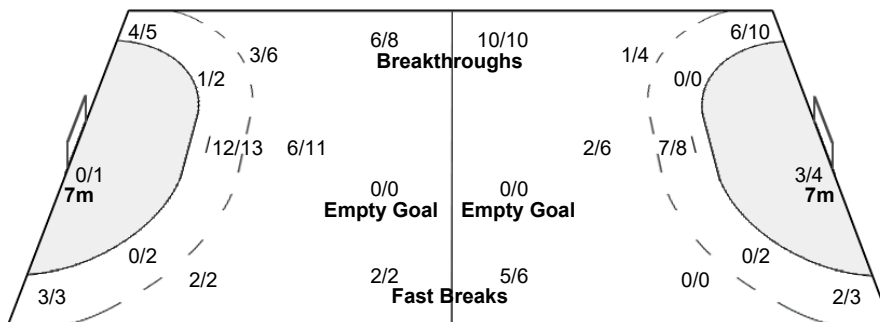 4/5 6/8 10/10 6/10
3/6 Breakthroughs 1/4
1/2 0/0
12/13 6/11 2/6 7/8
0/1 3/4
7m 0/0 0/0 7m
Empty Goal Empty Goal
0/2 0/2
2/2 2/2 5/6 0/0
3/3 Fast Breaks 2/3